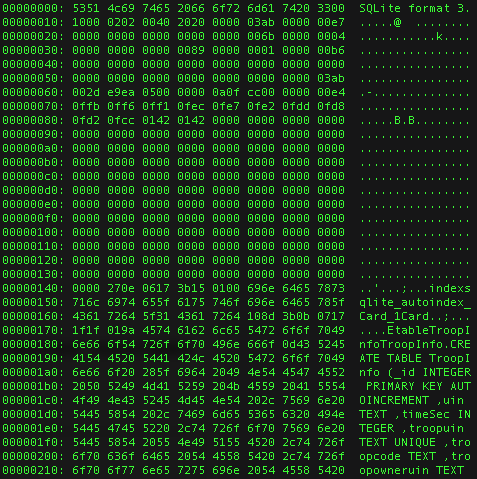 00000000: 5351 4c69 7465 2066 6f72 6d61 7420 3300  SQLite format 3.
00000010: 1000 0202 0040 2020 0000 03ab 0000 00e7  .....@  ........
00000020: 0000 0000 0000 0000 0000 006b 0000 0004  ...........k....
00000030: 0000 0000 0000 0089 0000 0001 0000 00b6  ................
00000040: 0000 0000 0000 0000 0000 0000 0000 0000  ................
00000050: 0000 0000 0000 0000 0000 0000 0000 03ab  ................
00000060: 002d e9ea 0500 0000 0a0f cc00 0000 00e4  .-..............
00000070: 0ffb 0ff6 0ff1 0fec 0fe7 0fe2 0fdd 0fd8  ................
00000080: 0fd2 0fcc 0142 0142 0000 0000 0000 0000  .....B.B........
00000090: 0000 0000 0000 0000 0000 0000 0000 0000  ................
000000a0: 0000 0000 0000 0000 0000 0000 0000 0000  ................
000000b0: 0000 0000 0000 0000 0000 0000 0000 0000  ................
000000c0: 0000 0000 0000 0000 0000 0000 0000 0000  ................
000000d0: 0000 0000 0000 0000 0000 0000 0000 0000  ................
000000e0: 0000 0000 0000 0000 0000 0000 0000 0000  ................
000000f0: 0000 0000 0000 0000 0000 0000 0000 0000  ................
00000100: 0000 0000 0000 0000 0000 0000 0000 0000  ................
00000110: 0000 0000 0000 0000 0000 0000 0000 0000  ................
00000120: 0000 0000 0000 0000 0000 0000 0000 0000  ................
00000130: 0000 0000 0000 0000 0000 0000 0000 0000  ................
00000140: 0000 270e 0617 3b15 0100 696e 6465 7873  ..'...;...indexs
00000150: 716c 6974 655f 6175 746f 696e 6465 785f  qlite_autoindex_
00000160: 4361 7264 5f31 4361 7264 108d 3b0b 0717  Card_1Card..;...
00000170: 1f1f 019a 4574 6162 6c65 5472 6f6f 7049  ....EtableTroopI
00000180: 6e66 6f54 726f 6f70 496e 666f 0d43 5245  nfoTroopInfo.CRE
00000190: 4154 4520 5441 424c 4520 5472 6f6f 7049  ATE TABLE TroopI
000001a0: 6e66 6f20 285f 6964 2049 4e54 4547 4552  nfo (_id INTEGER
000001b0: 2050 5249 4d41 5259 204b 4559 2041 5554   PRIMARY KEY AUT
000001c0: 4f49 4e43 5245 4d45 4e54 202c 7569 6e20  OINCREMENT ,uin 
000001d0: 5445 5854 202c 7469 6d65 5365 6320 494e  TEXT ,timeSec IN
000001e0: 5445 4745 5220 2c74 726f 6f70 7569 6e20  TEGER ,troopuin 
000001f0: 5445 5854 2055 4e49 5155 4520 2c74 726f  TEXT UNIQUE ,tro
00000200: 6f70 636f 6465 2054 4558 5420 2c74 726f  opcode TEXT ,tro
00000210: 6f70 6f77 6e65 7275 696e 2054 4558 5420  opowneruin TEXT